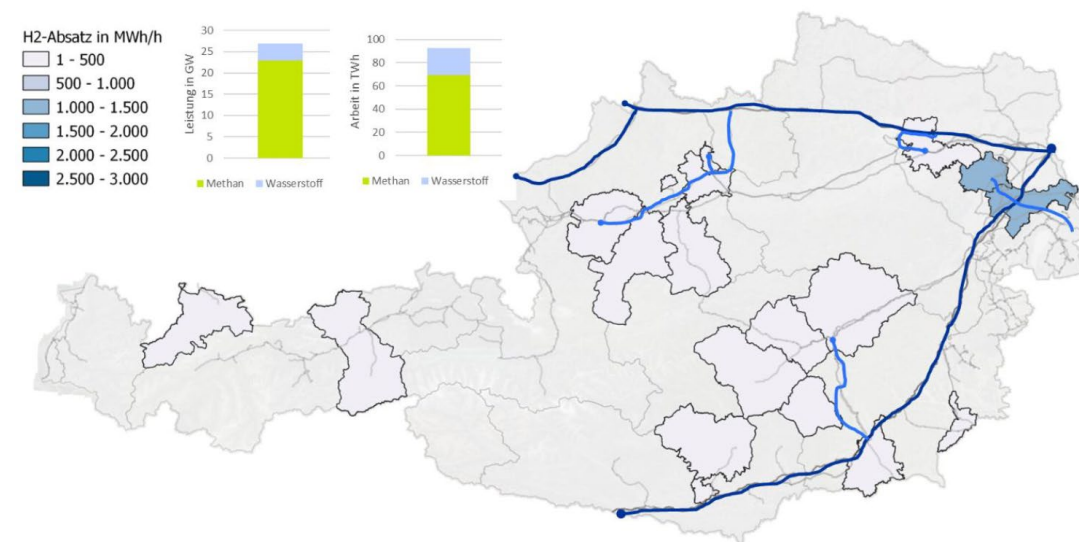 H2-Absatz in MWh/h
1 - 500
500 - 1.000
1.000 - 1.500
1.500 - 2.000
2.000 - 2.500
2.500 - 3.000
Leistung in GW
30
25
20
15
10
5
0
Methan Wasserstoff
Arbeit in TWh
100
80
60
40
20
0
Methan Wasserstoff